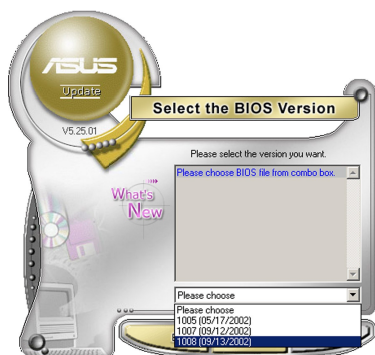 ASUS
Update
V5.25.01
Select the BIOS Version
Please select the version you want.
Please choose BIOS file from combo box.
What's
New
Please choose
Please choose
1005 (05/17/2002)
1007 (09/12/2002)
1008 (09/13/2002)